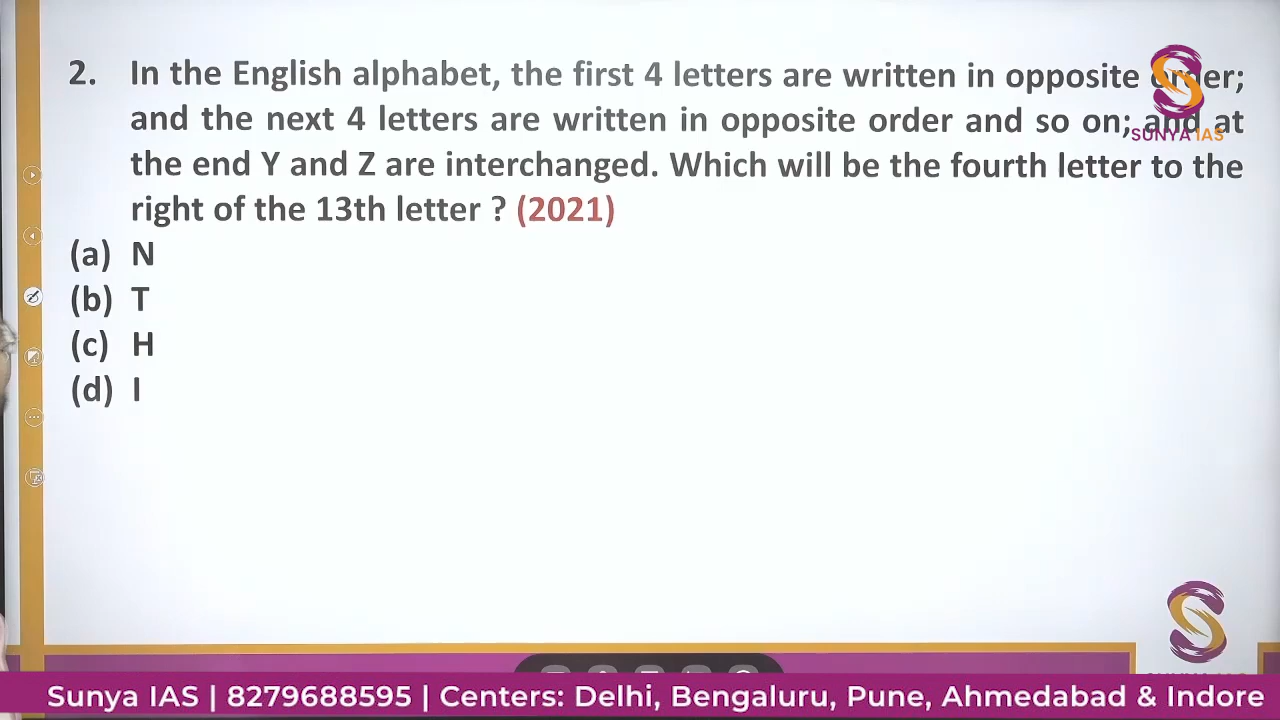 2. In the English alphabet, the first 4 letters are written in opposite order;
SUNYA IAS
and the next 4 letters are written in opposite order and so on; and at
the end Y and Z are interchanged. Which will be the fourth letter to the
right of the 13th letter ? (2021)
(a) N
(b) T
(c) H
(d) I
Sunya IAS | 8279688595 | Centers: Delhi, Bengaluru, Pune, Ahmedabad & Indore